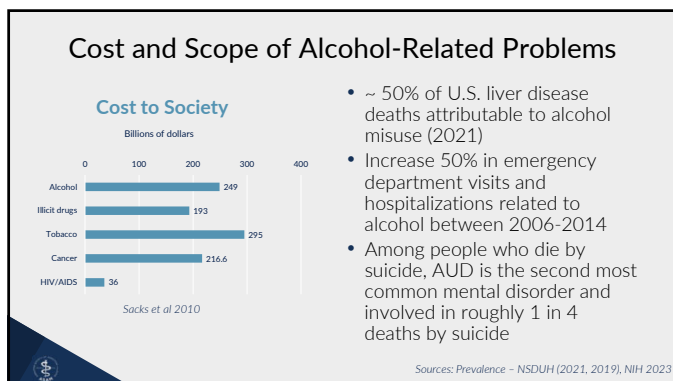 Cost and Scope of Alcohol-Related Problems
Cost to Society
Billions of dollars
0 100 200 300 400
Alcohol 249
Illicit drugs 193
Tobacco 295
Cancer 216.6
HIV/AIDS 36
Sacks et al 2010
• ~ 50% of U.S. liver disease
deaths attributable to alcohol
misuse (2021)
• Increase 50% in emergency
department visits and
hospitalizations related to
alcohol between 2006-2014
• Among people who die by
suicide, AUD is the second most
common mental disorder and
involved in roughly 1 in 4
deaths by suicide
Sources: Prevalence – NSDUH (2021, 2019), NIH 2023